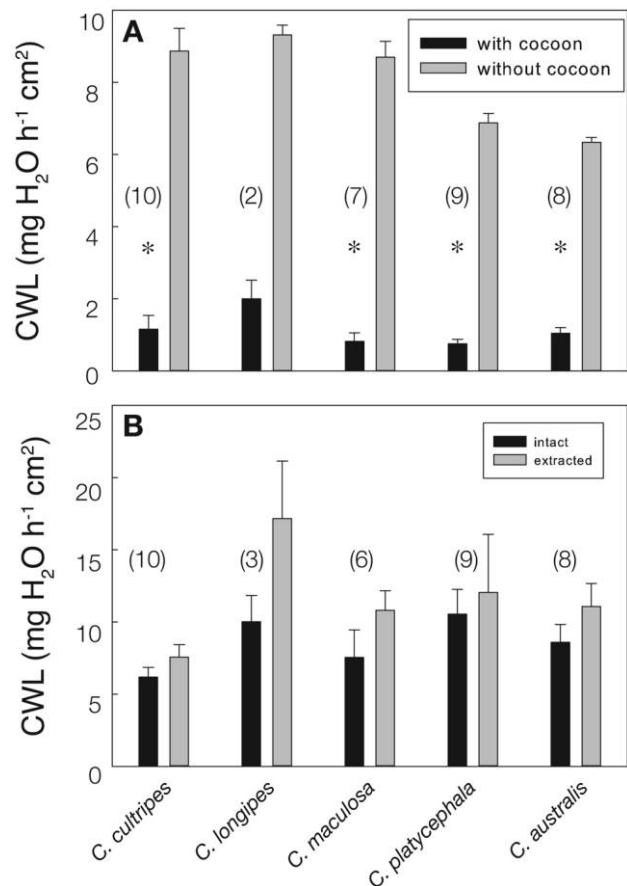 A
with cocoon
without cocoon
10
8
6
4
2
0
CWL (mg H₂O h⁻¹ cm²)
(10) (2) (7) (9) (8)
* * * *
B
intact
extracted
25
20
15
10
5
0
CWL (mg H₂O h⁻¹ cm²)
(10) (3) (6) (9) (8)
C. cultripes
C. longipes
C. maculosa
C. platycephala
C. australis